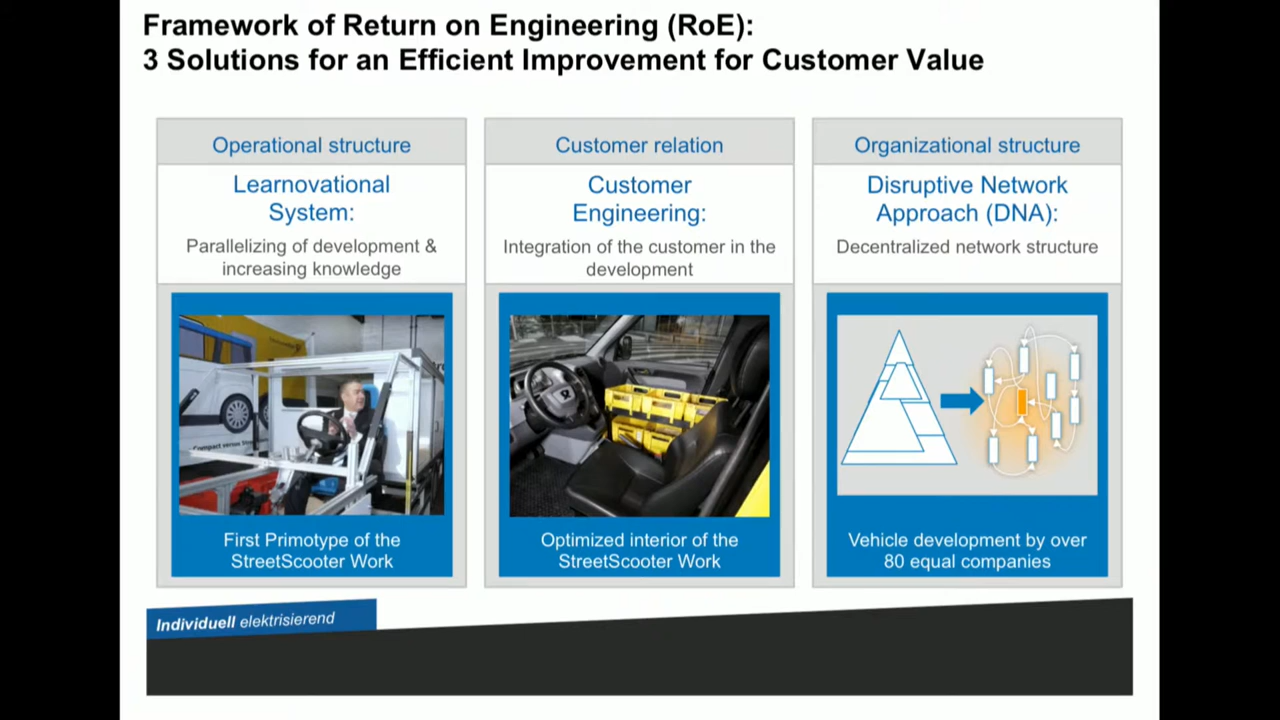 Framework of Return on Engineering (RoE):
3 Solutions for an Efficient Improvement for Customer Value
Operational structure
Learnovational
System:
Parallelizing of development &
increasing knowledge
First Primotype of the
StreetScooter Work
Customer relation
Customer
Engineering:
Integration of the customer in the
development
Optimized interior of the
StreetScooter Work
Organizational structure
Disruptive Network
Approach (DNA):
Decentralized network structure
Vehicle development by over
80 equal companies
Individuell elektrisierend